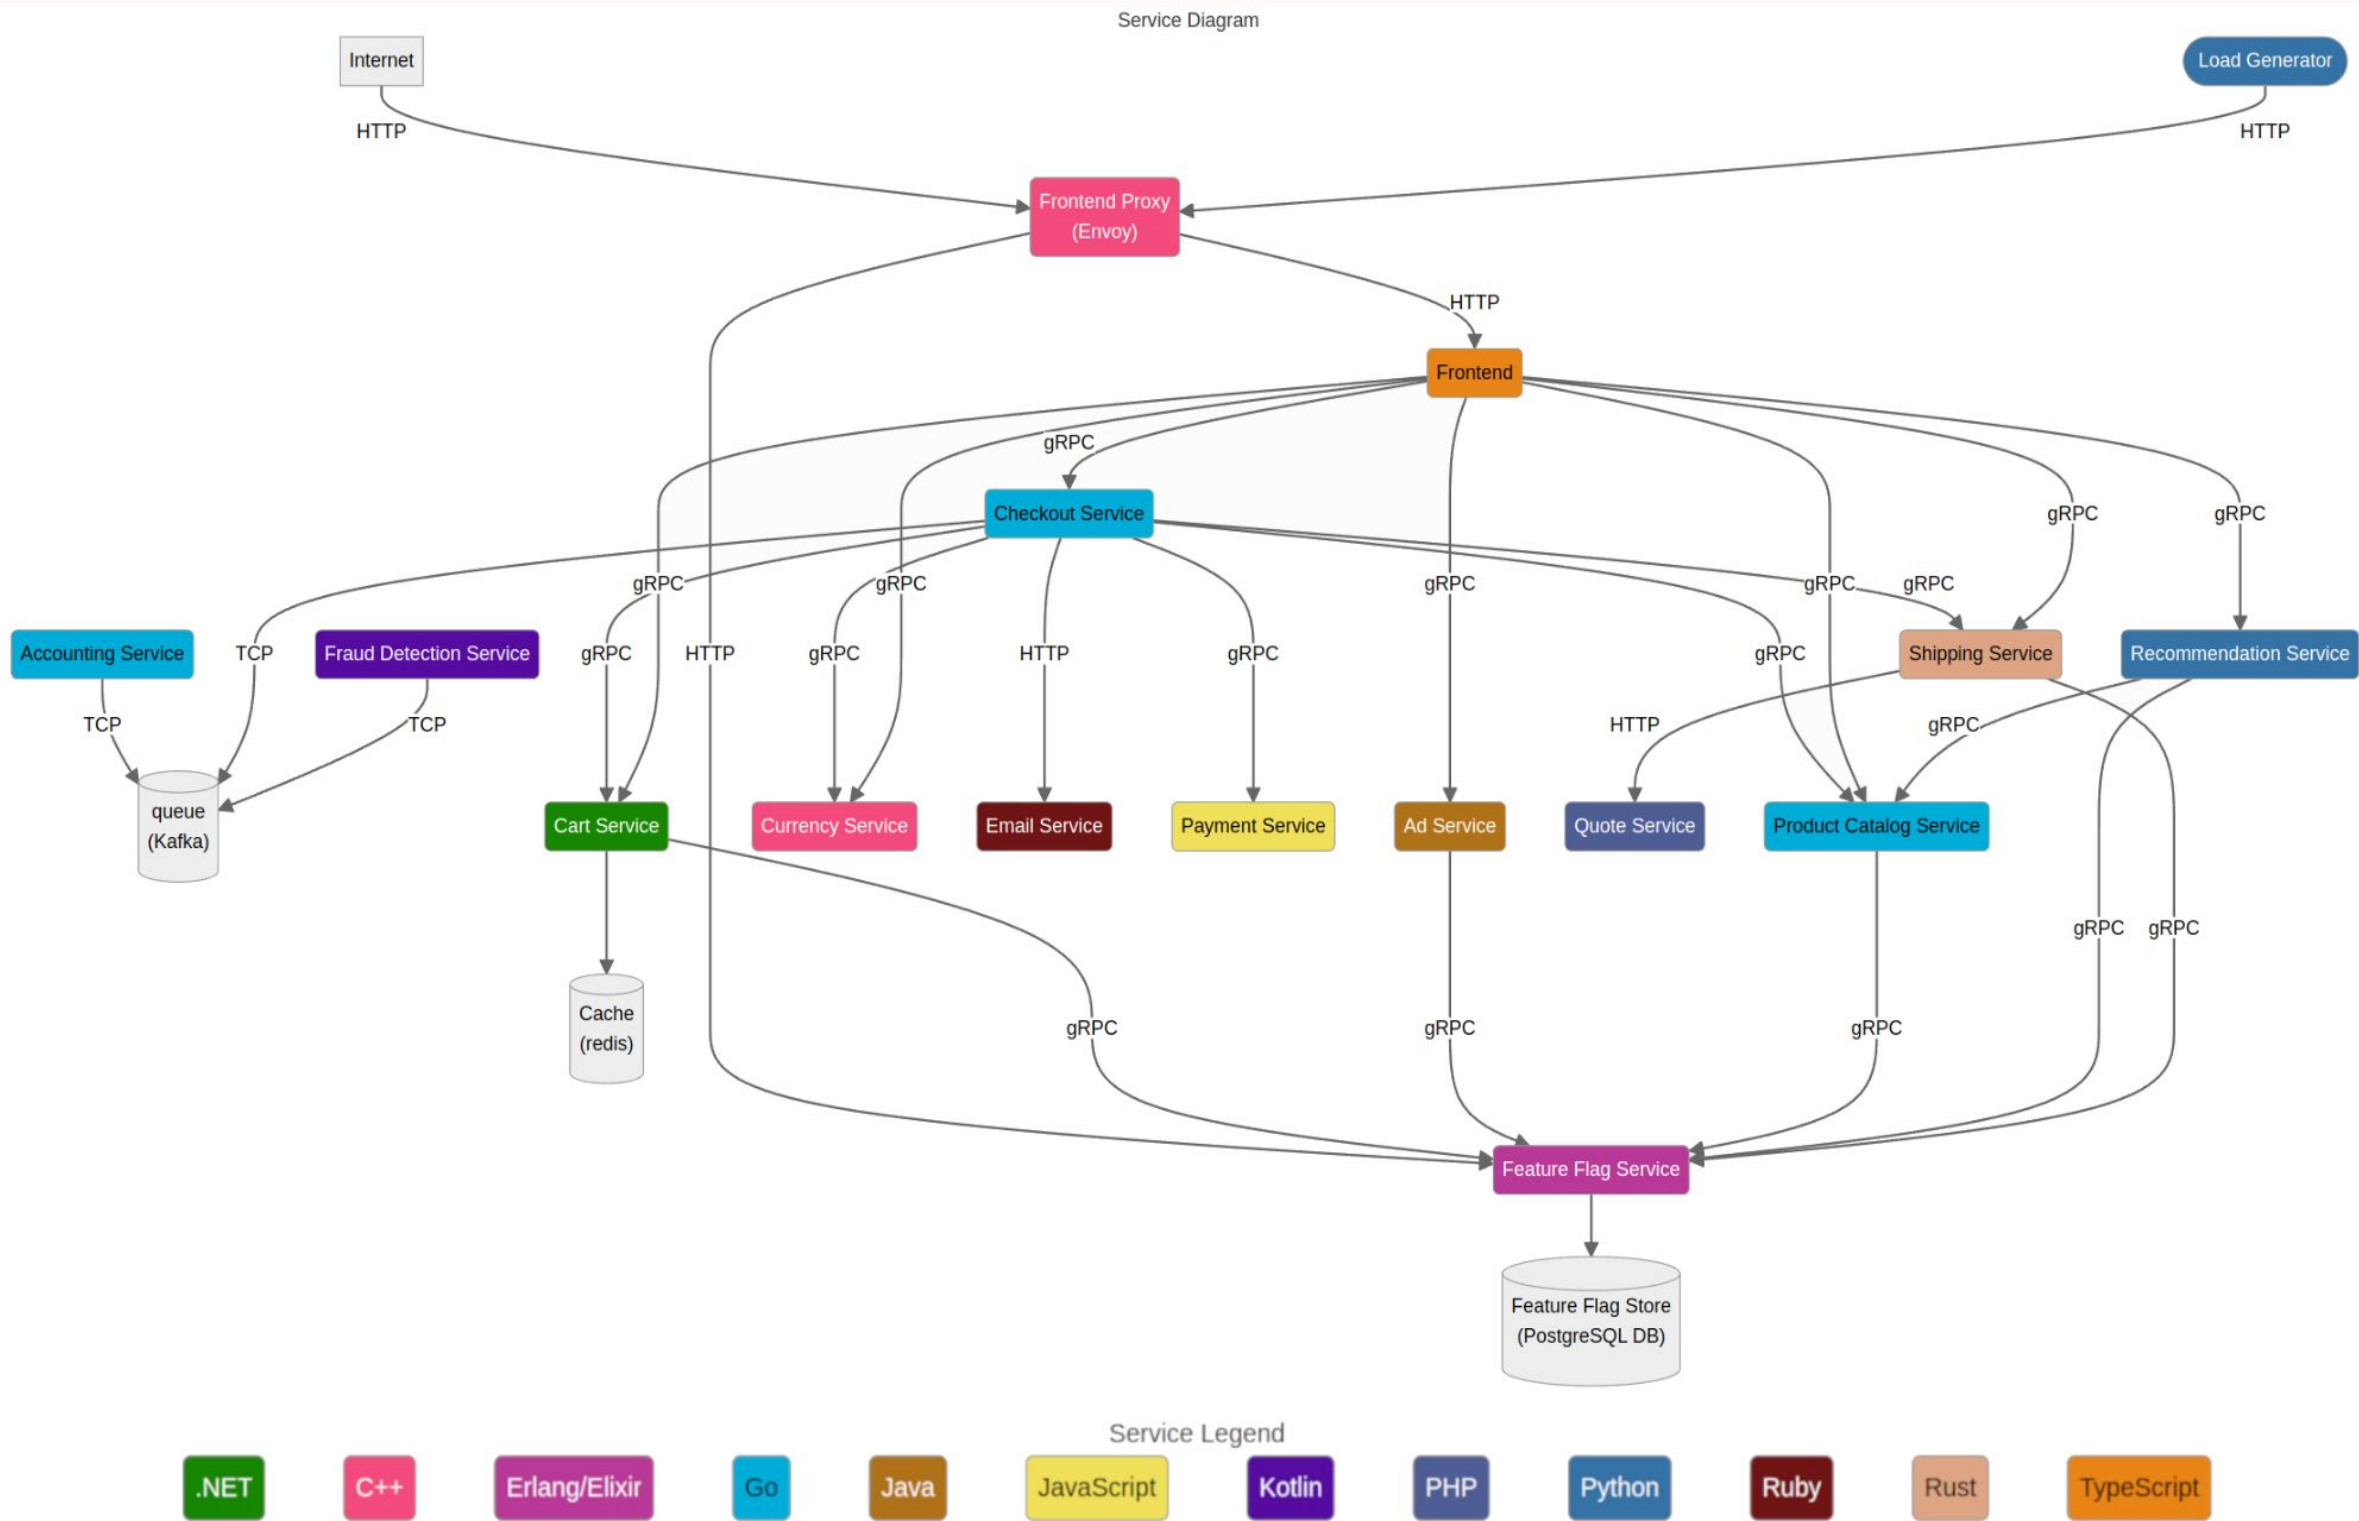 Service Diagram
Internet
Load Generator
HTTP
HTTP
Frontend Proxy
(Envoy)
HTTP
Frontend
gRPC
Checkout Service
gRPC
gRPC
gRPC
gRPC
gRPC
gRPC
gRPC
Accounting Service
TCP
Fraud Detection Service
gRPC
HTTP
gRPC
HTTP
gRPC
gRPC
Shipping Service
Recommendation Service
TCP
TCP
HTTP
gRPC
queue
(Kafka)
Cart Service
Currency Service
Email Service
Payment Service
Ad Service
Quote Service
Product Catalog Service
gRPC
gRPC
Cache
(redis)
gRPC
gRPC
gRPC
Feature Flag Service
Feature Flag Store
(PostgreSQL DB)
Service Legend
.NET
C++
Erlang/Elixir
Go
Java
JavaScript
Kotlin
PHP
Python
Ruby
Rust
TypeScript